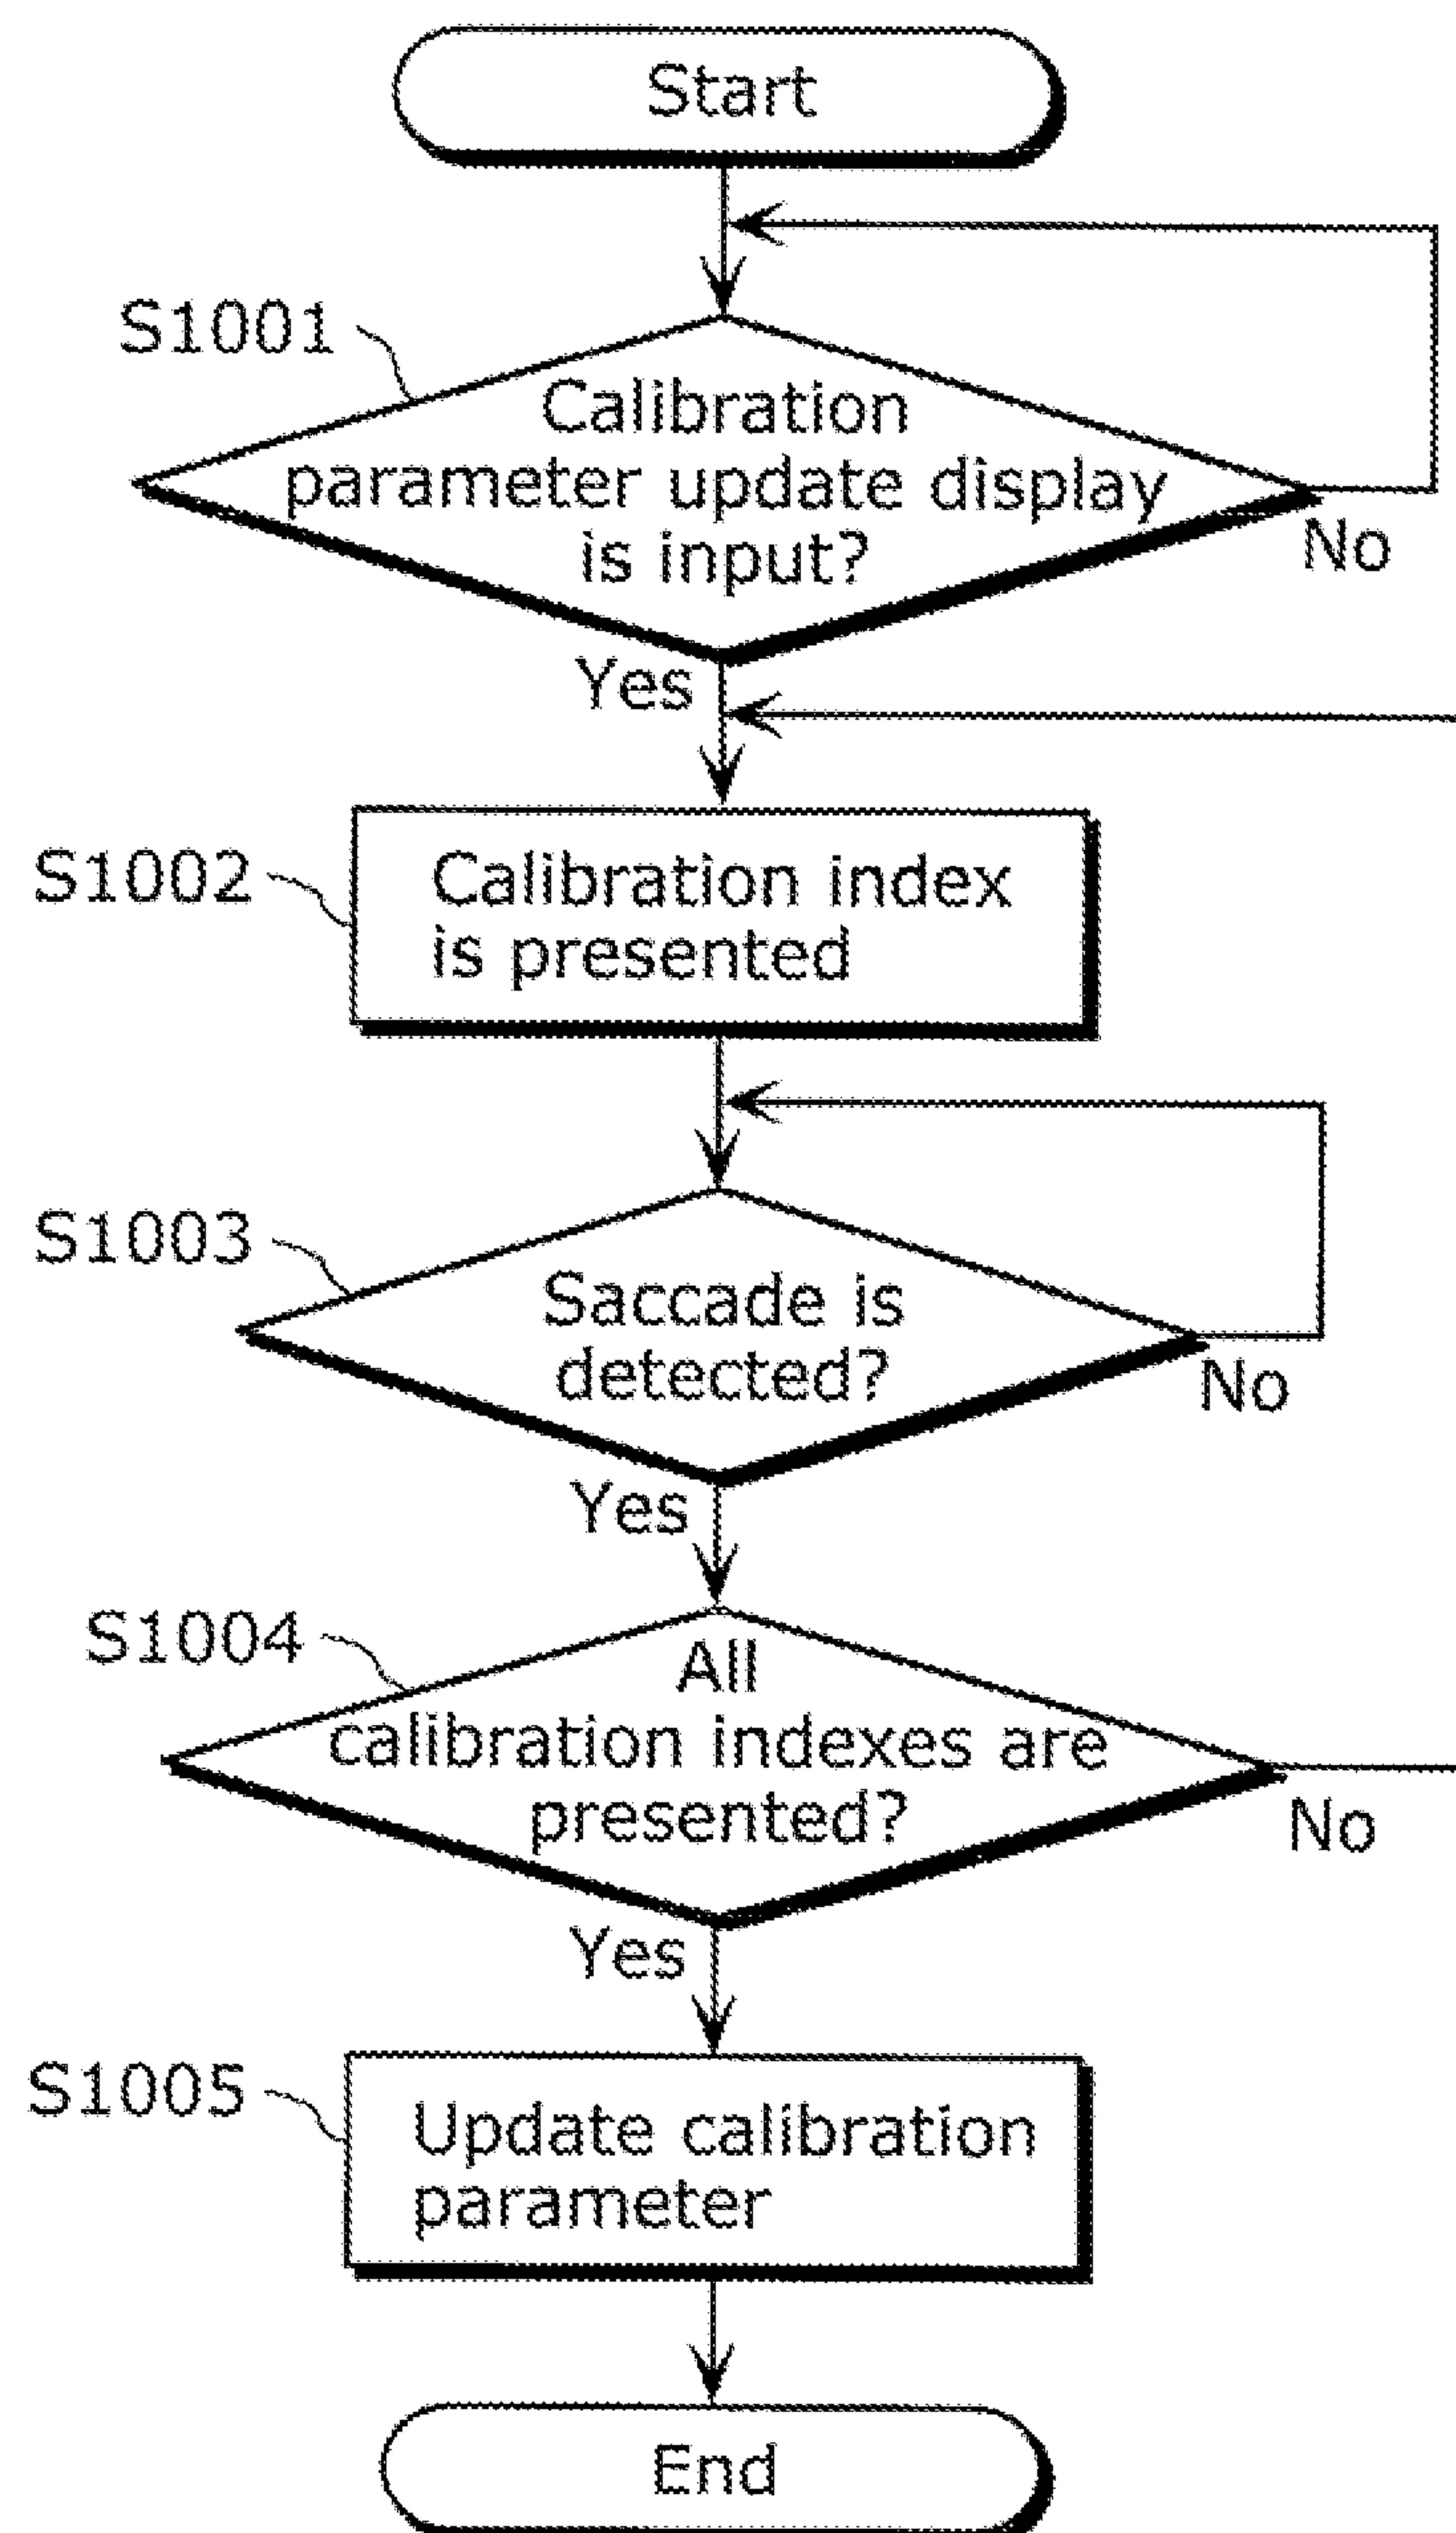 Start
S1001
Calibration
parameter update display
is input?
No
Yes
S1002
Calibration index
is presented
S1003
Saccade is
detected?
No
Yes
S1004
All
calibration indexes are
presented?
No
Yes
S1005
Update calibration
parameter
End